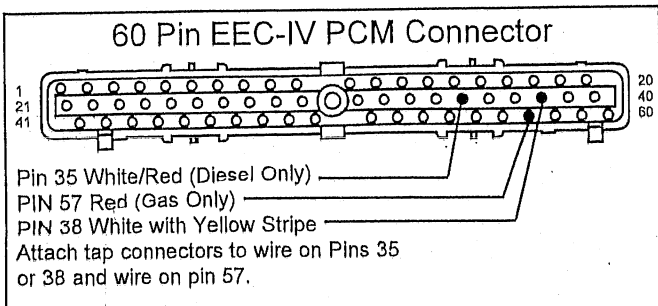 60 Pin EEC-IV PCM Connector
1 20
21 40
41 60
Pin 35 White/Red (Diesel Only)
PIN 57 Red (Gas Only)
PIN 38 White with Yellow Stripe
Attach tap connectors to wire on Pins 35
or 38 and wire on pin 57.